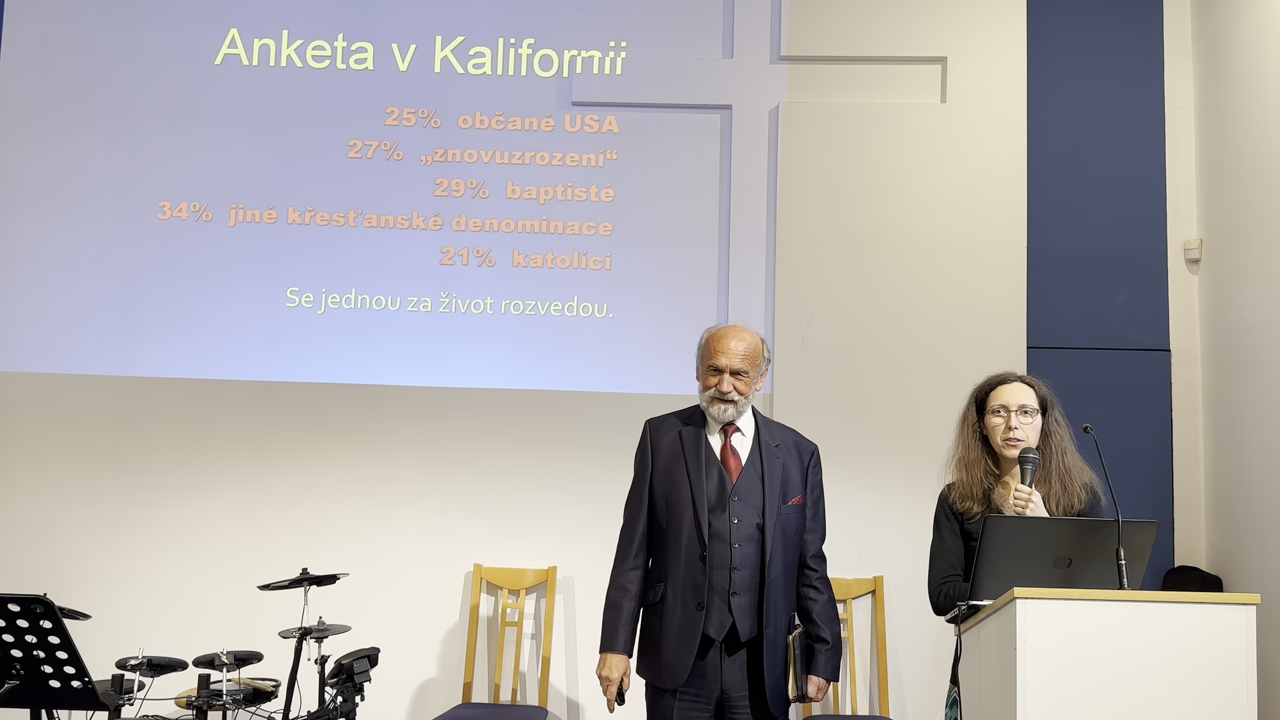 Anketa v Kalifornii
25% občané USA
27% „znovuzrození“
29% baptisté
34% jiné křesťanské denominace
21% katolíci
Se jednou za život rozvedou.